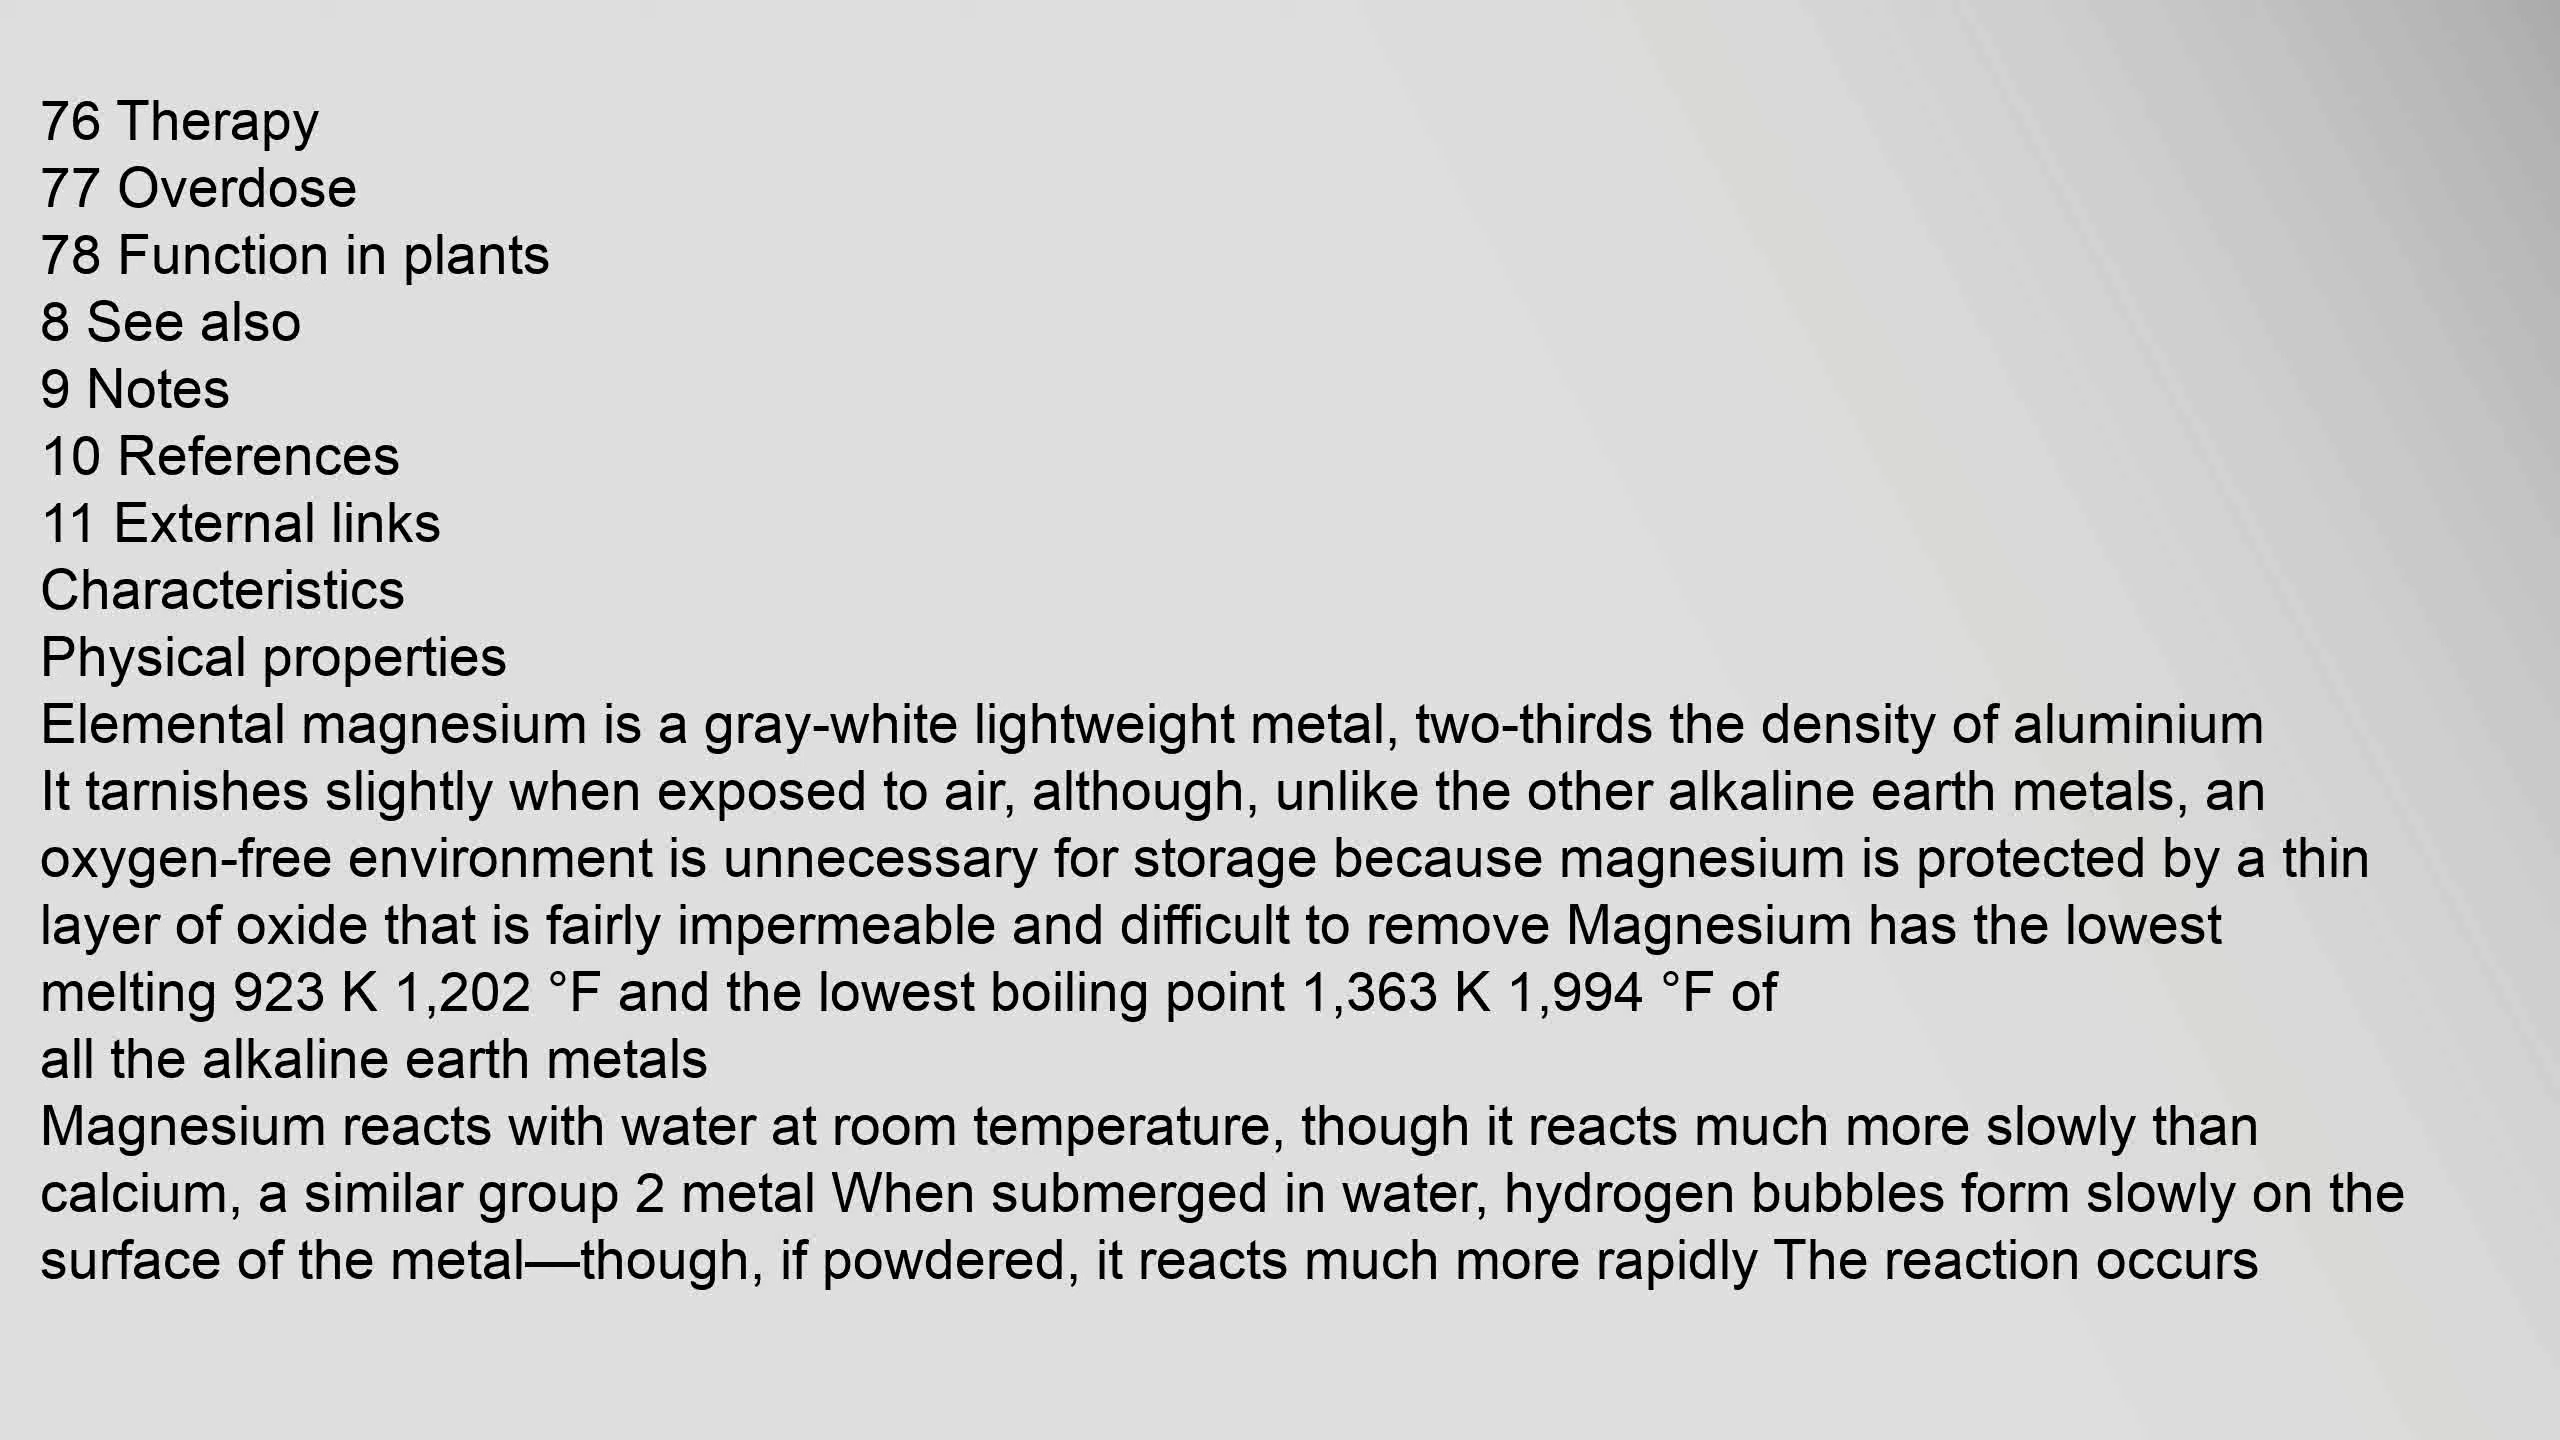 76 Therapy
77 Overdose
78 Function in plants
8 See also
9 Notes
10 References
11 External links
Characteristics
Physical properties
Elemental magnesium is a gray-white lightweight metal, two-thirds the density of aluminium
It tarnishes slightly when exposed to air, although, unlike the other alkaline earth metals, an
oxygen-free environment is unnecessary for storage because magnesium is protected by a thin
layer of oxide that is fairly impermeable and difficult to remove Magnesium has the lowest
melting 923 K 1,202 °F and the lowest boiling point 1,363 K 1,994 °F of
all the alkaline earth metals
Magnesium reacts with water at room temperature, though it reacts much more slowly than
calcium, a similar group 2 metal When submerged in water, hydrogen bubbles form slowly on the
surface of the metal—though, if powdered, it reacts much more rapidly The reaction occurs